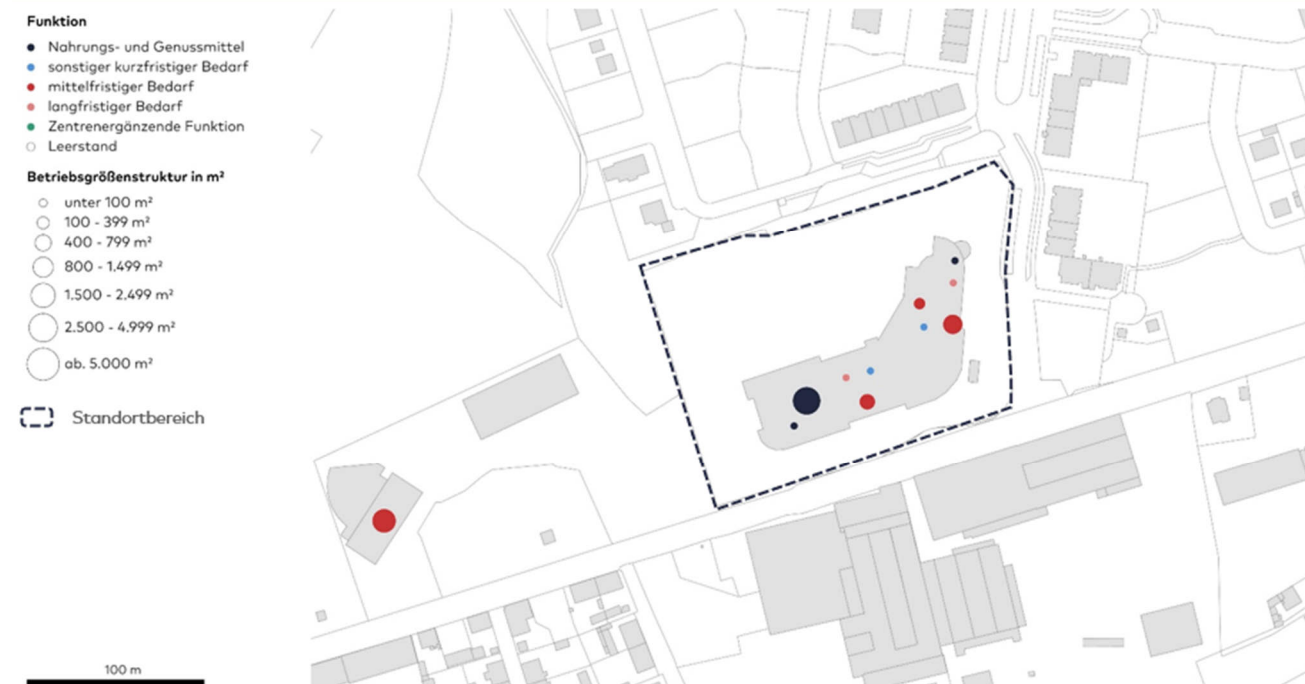 Funktion
Nahrungs- und Genussmittel
sonstiger kurzfristiger Bedarf
mittelfristiger Bedarf
langfristiger Bedarf
Zentrenergänzende Funktion
Leerstand
Betriebsgrößenstruktur in m²
unter 100 m²
100 - 399 m²
400 - 799 m²
800 - 1.499 m²
1.500 - 2.499 m²
2.500 - 4.999 m²
ab. 5.000 m²
Standortbereich
100 m